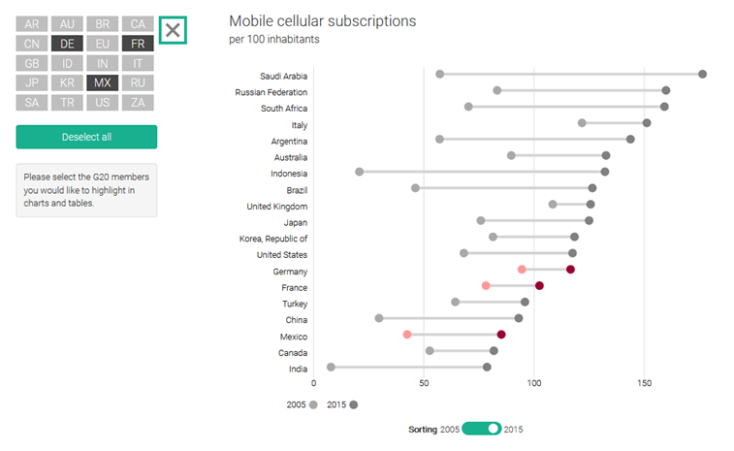 AR AU BR CA
CN DE EU FR
GB ID IN IT
JP KR MX RU
SA TR US ZA
Deselect all
Please select the G20 members
you would like to highlight in
charts and tables.
Mobile cellular subscriptions
per 100 inhabitants
Saudi Arabia
Russian Federation
South Africa
Italy
Argentina
Australia
Indonesia
Brazil
United Kingdom
Japan
Korea, Republic of
United States
Germany
France
Turkey
China
Mexico
Canada
India
0 50 100 150
2005 2015
Sorting 2005 2015